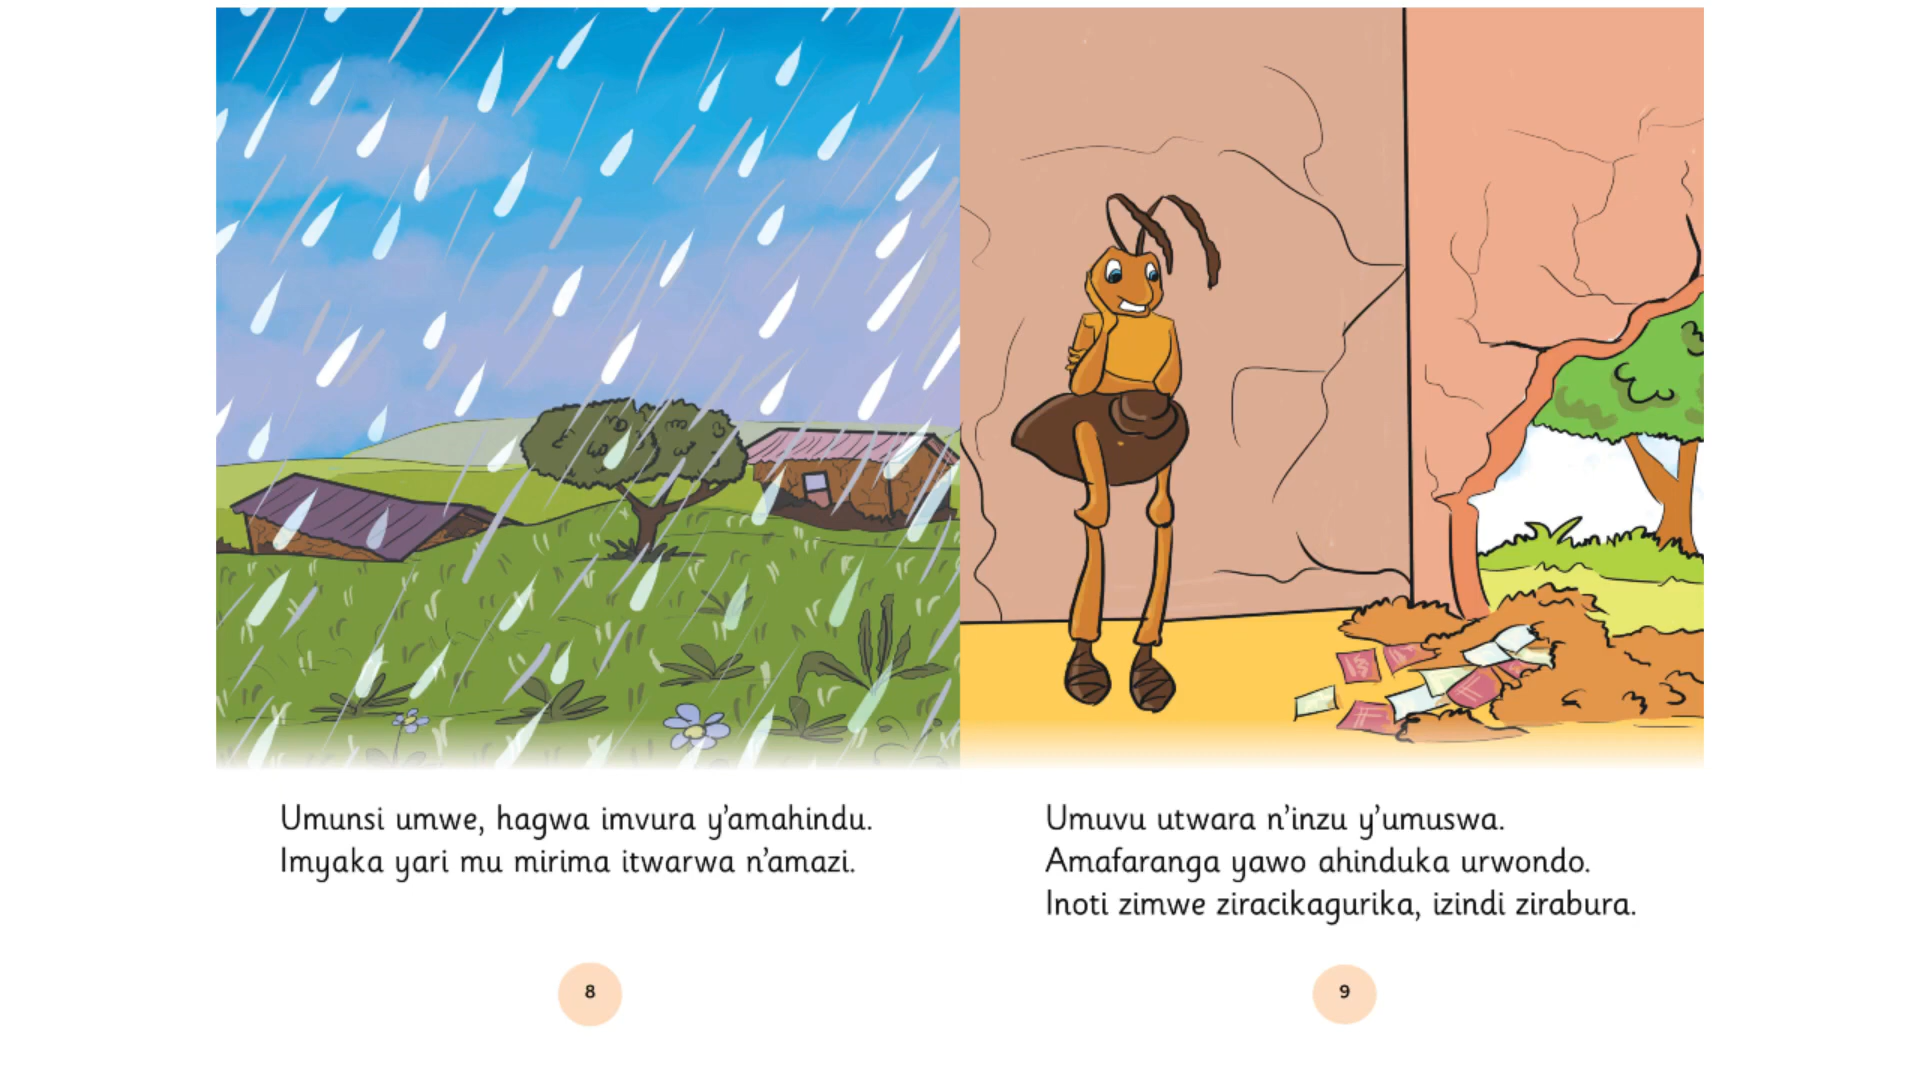 Umunsi umwe, hagwa imvura y'amahindu.
Imyaka yari mu mirima itwarwa n'amazi.
8
Umuvu utwara n'inzu y'umuswa.
Amafaranga yawo ahinduka urwondo.
Inoti zimwe ziracikagurika, izindi zirabura.
9